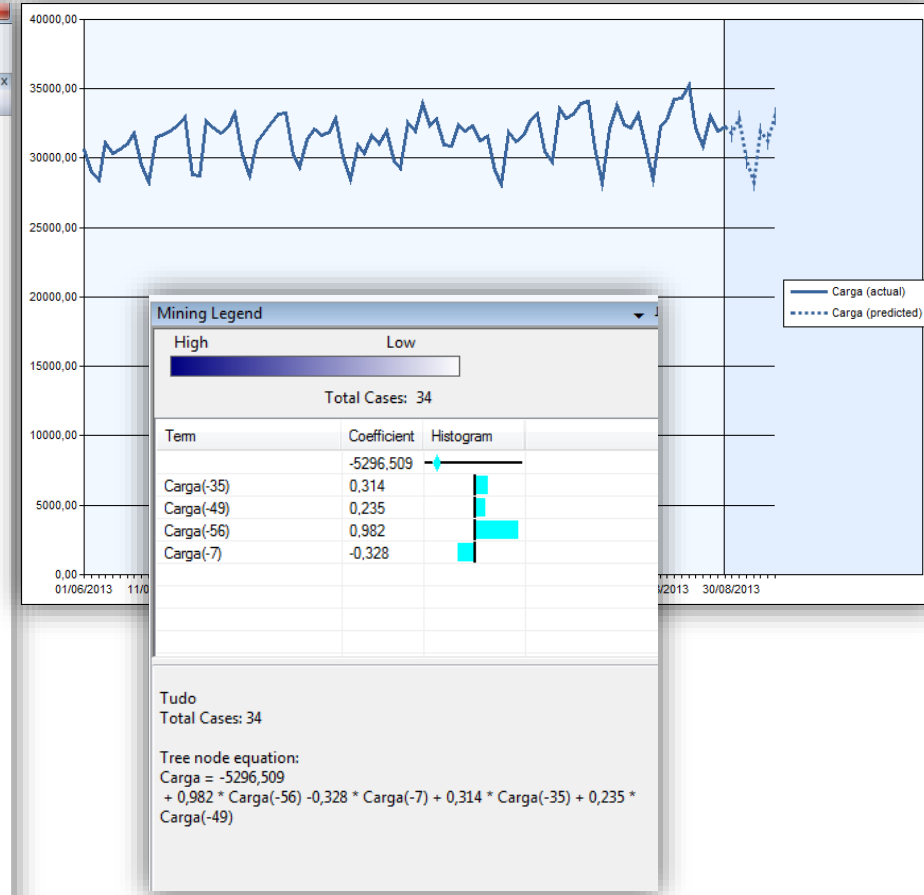 x
40000,00
35000,00
30000,00
25000,00
20000,00
15000,00
10000,00
5000,00
0,00
01/06/2013
30/08/2013
Carga (actual)
Carga (predicted)
Mining Legend
High Low
Total Cases: 34
Term Coefficient Histogram
-5296,509
Carga(-35) 0,314
Carga(-49) 0,235
Carga(-56) 0,982
Carga(-7) -0,328
Tudo
Total Cases: 34
Tree node equation:
Carga = -5296,509
+ 0,982 * Carga(-56) -0,328 * Carga(-7) + 0,314 * Carga(-35) + 0,235 *
Carga(-49)